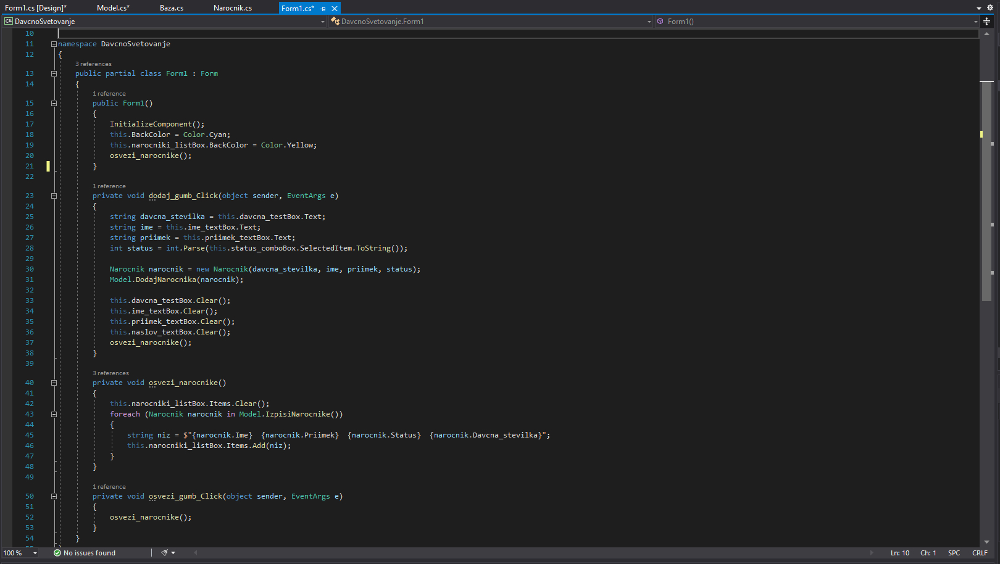 Form1.cs [Design]* Model.cs* Baza.cs Narocnik.cs Form1.cs*
C# DavcnoSvetovanje DavcnoSvetovanje.Form1 Form1()
10
11 namespace DavcnoSvetovanje
12 {
3 references
13 public partial class Form1 : Form
14 {
1 reference
15 public Form1()
16 {
17 InitializeComponent();
18 this.BackColor = Color.Cyan;
19 this.narocniki_listBox.BackColor = Color.Yellow;
20 osvezi_narocnike();
21 }
22
1 reference
23 private void dodaj_gumb_Click(object sender, EventArgs e)
24 {
25 string davcna_stevilka = this.davcna_testBox.Text;
26 string ime = this.ime_textBox.Text;
27 string priimek = this.priimek_textBox.Text;
28 int status = int.Parse(this.status_comboBox.SelectedItem.ToString());
29
30 Narocnik narocnik = new Narocnik(davcna_stevilka, ime, priimek, status);
31 Model.DodajNarocnika(narocnik);
32
33 this.davcna_testBox.Clear();
34 this.ime_textBox.Clear();
35 this.priimek_textBox.Clear();
36 this.naslov_textBox.Clear();
37 osvezi_narocnike();
38 }
39
3 references
40 private void osvezi_narocnike()
41 {
42 this.narocniki_listBox.Items.Clear();
43 foreach (Narocnik narocnik in Model.IzpisiNarocnike())
44 {
45 string niz = $"{narocnik.Ime}  {narocnik.Priimek}  {narocnik.Status}  {narocnik.Davcna_stevilka}";
46 this.narocniki_listBox.Items.Add(niz);
47 }
48 }
49
1 reference
50 private void osvezi_gumb_Click(object sender, EventArgs e)
51 {
52 osvezi_narocnike();
53 }
54 }
100 % No issues found Ln: 10 Ch: 1 SPC CRLF